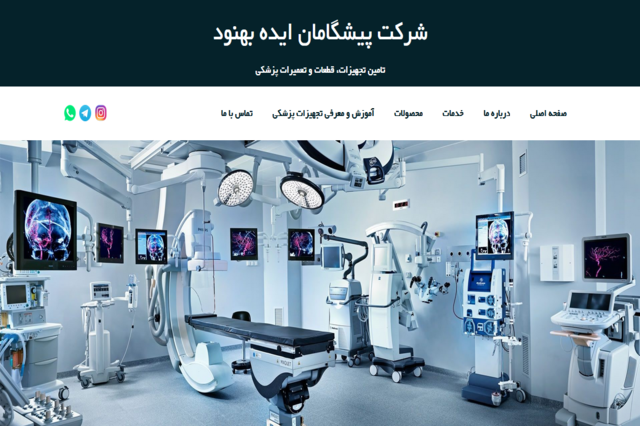 شرکت پیشگامان ایده بهنود
تامین تجهیزات، قطعات و تعمیرات پزشکی
صفحه اصلی درباره ما خدمات محصولات آموزش و معرفی تجهیزات پزشکی تماس با ما